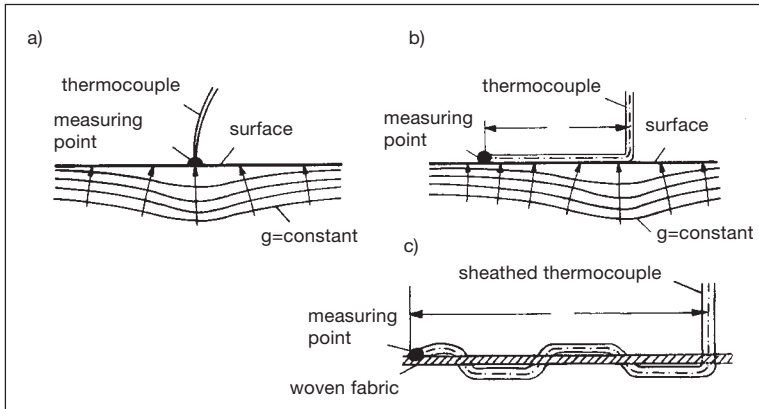 a)
thermocouple
measuring
point
surface
g=constant
b)
thermocouple
measuring
point
surface
g=constant
c)
sheathed thermocouple
measuring
point
woven fabric